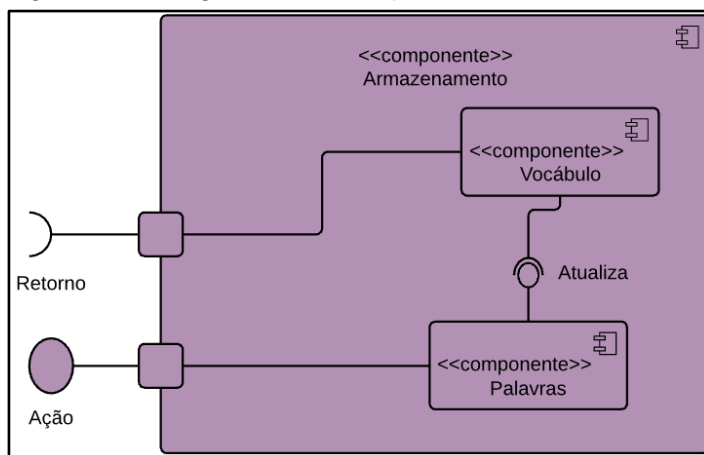 <<componente>>
Armazenamento
<<componente>>
Vocábulo
Retorno
Atualiza
<<componente>>
Palavras
Ação